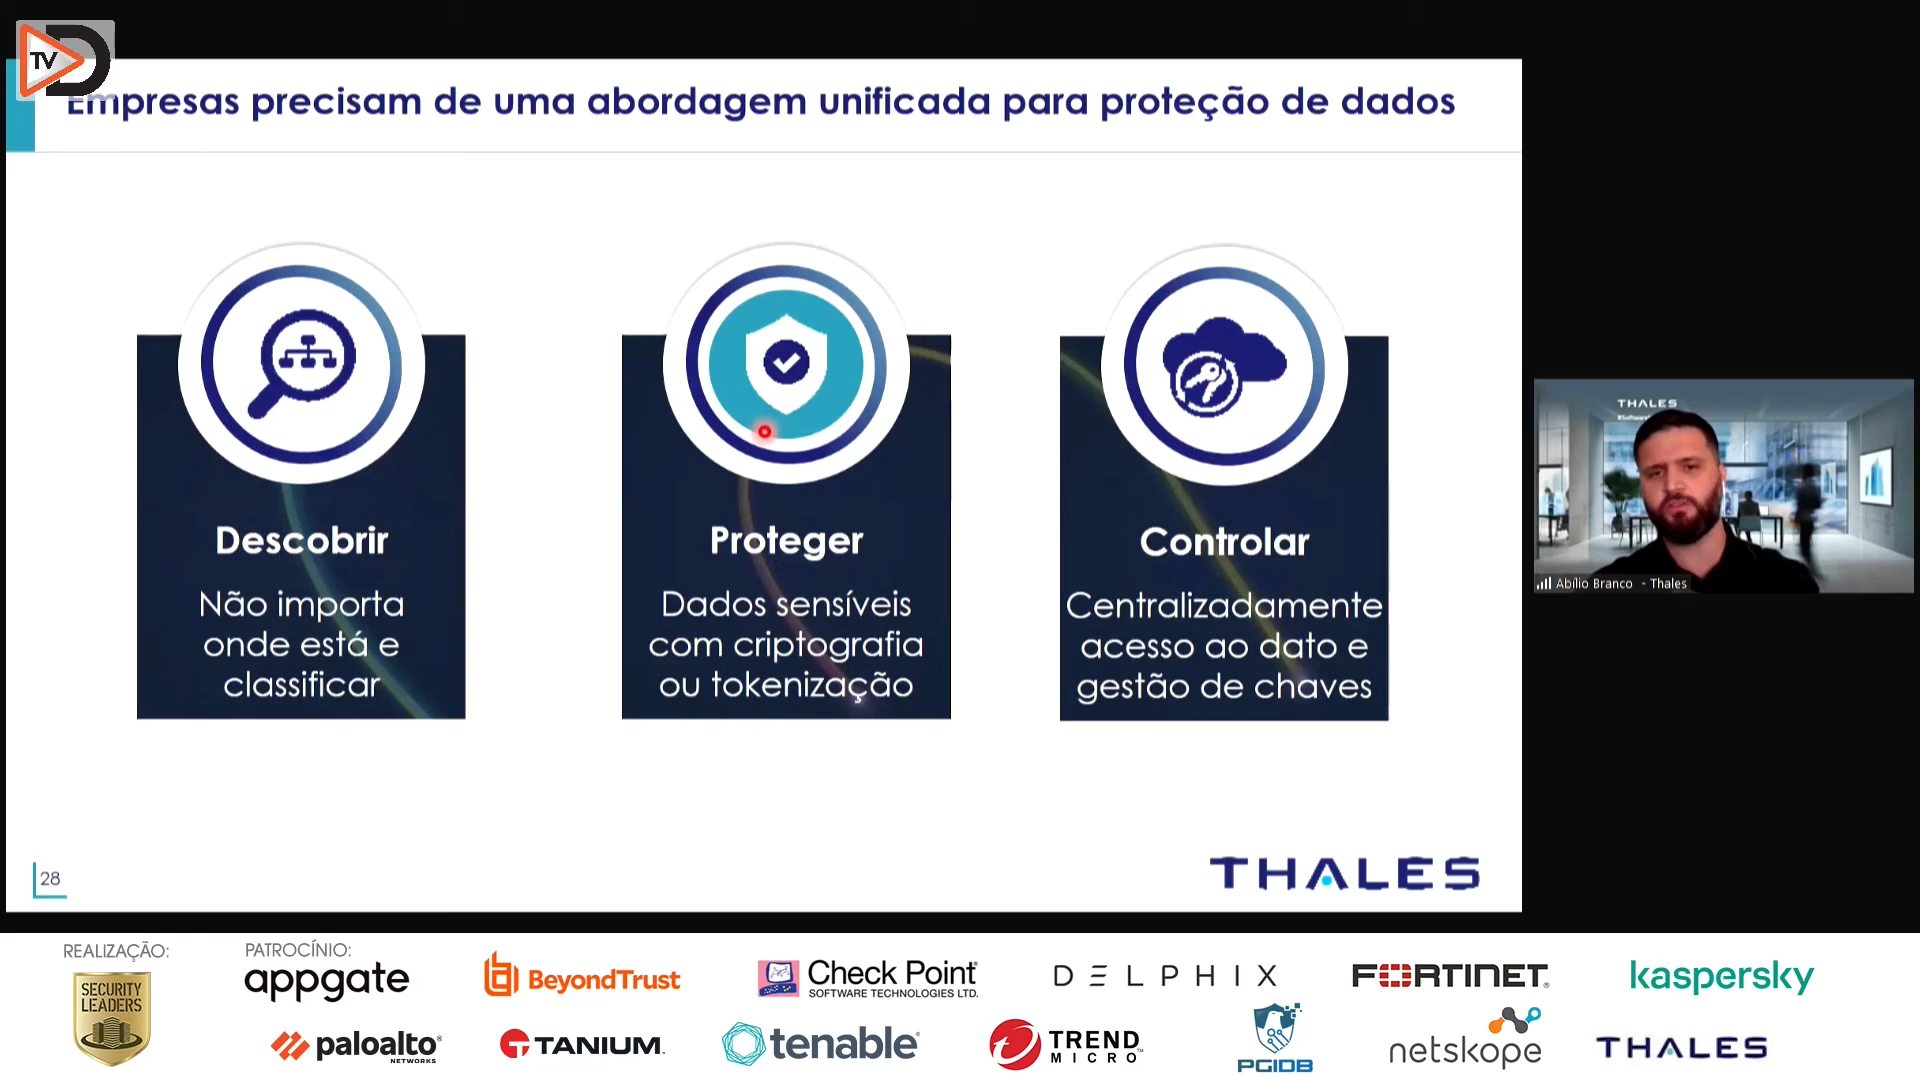 TV D
Empresas precisam de uma abordagem unificada para proteção de dados
Descobrir
Não importa
onde está e
classificar
Proteger
Dados sensíveis
com criptografia
ou tokenização
Controlar
Centralizadamente
acesso ao dato e
gestão de chaves
28
THALES
THALES
Abílio Branco - Thales
REALIZAÇÃO:
SECURITY
LEADERS
PATROCÍNIO:
appgate
BeyondTrust
Check Point
SOFTWARE TECHNOLOGIES LTD.
DELPHIX
FORTINET
kaspersky
paloalto
NETWORKS
TANIUM
tenable
TREND
MICRO
PGIDB
netskope
THALES